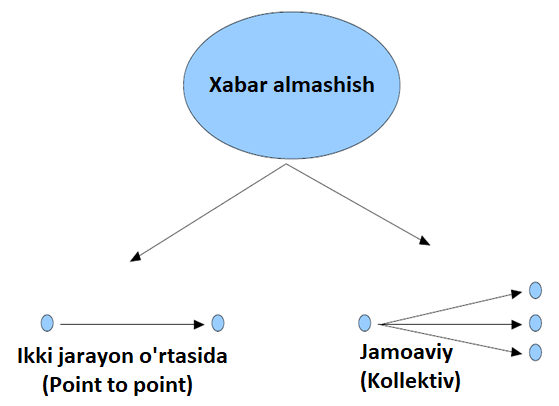 Xabar almashish
Ikki jarayon o'rtasida
(Point to point)
Jamoaviy
(Kollektiv)